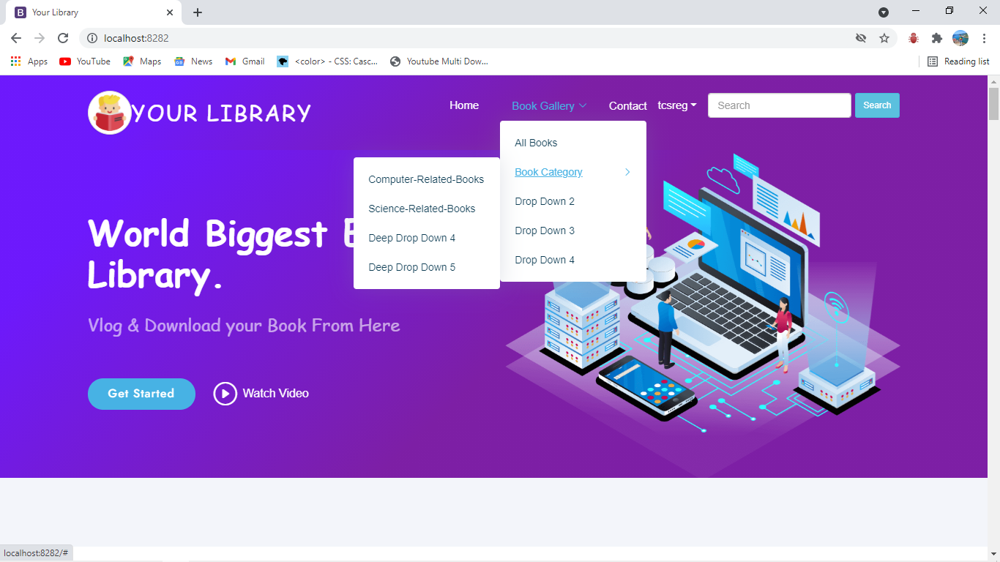 Your Library
localhost:8282
Apps YouTube Maps News Gmail <color> - CSS: Casc... Youtube Multi Dow... Reading list
YOUR LIBRARY
Home Book Gallery Contact tcsreg Search Search
All Books
Book Category
Drop Down 2
Drop Down 3
Drop Down 4
Computer-Related-Books
Science-Related-Books
Deep Drop Down 4
Deep Drop Down 5
World Biggest
Library.
Vlog & Download your Book From Here
Get Started Watch Video
localhost:8282/#